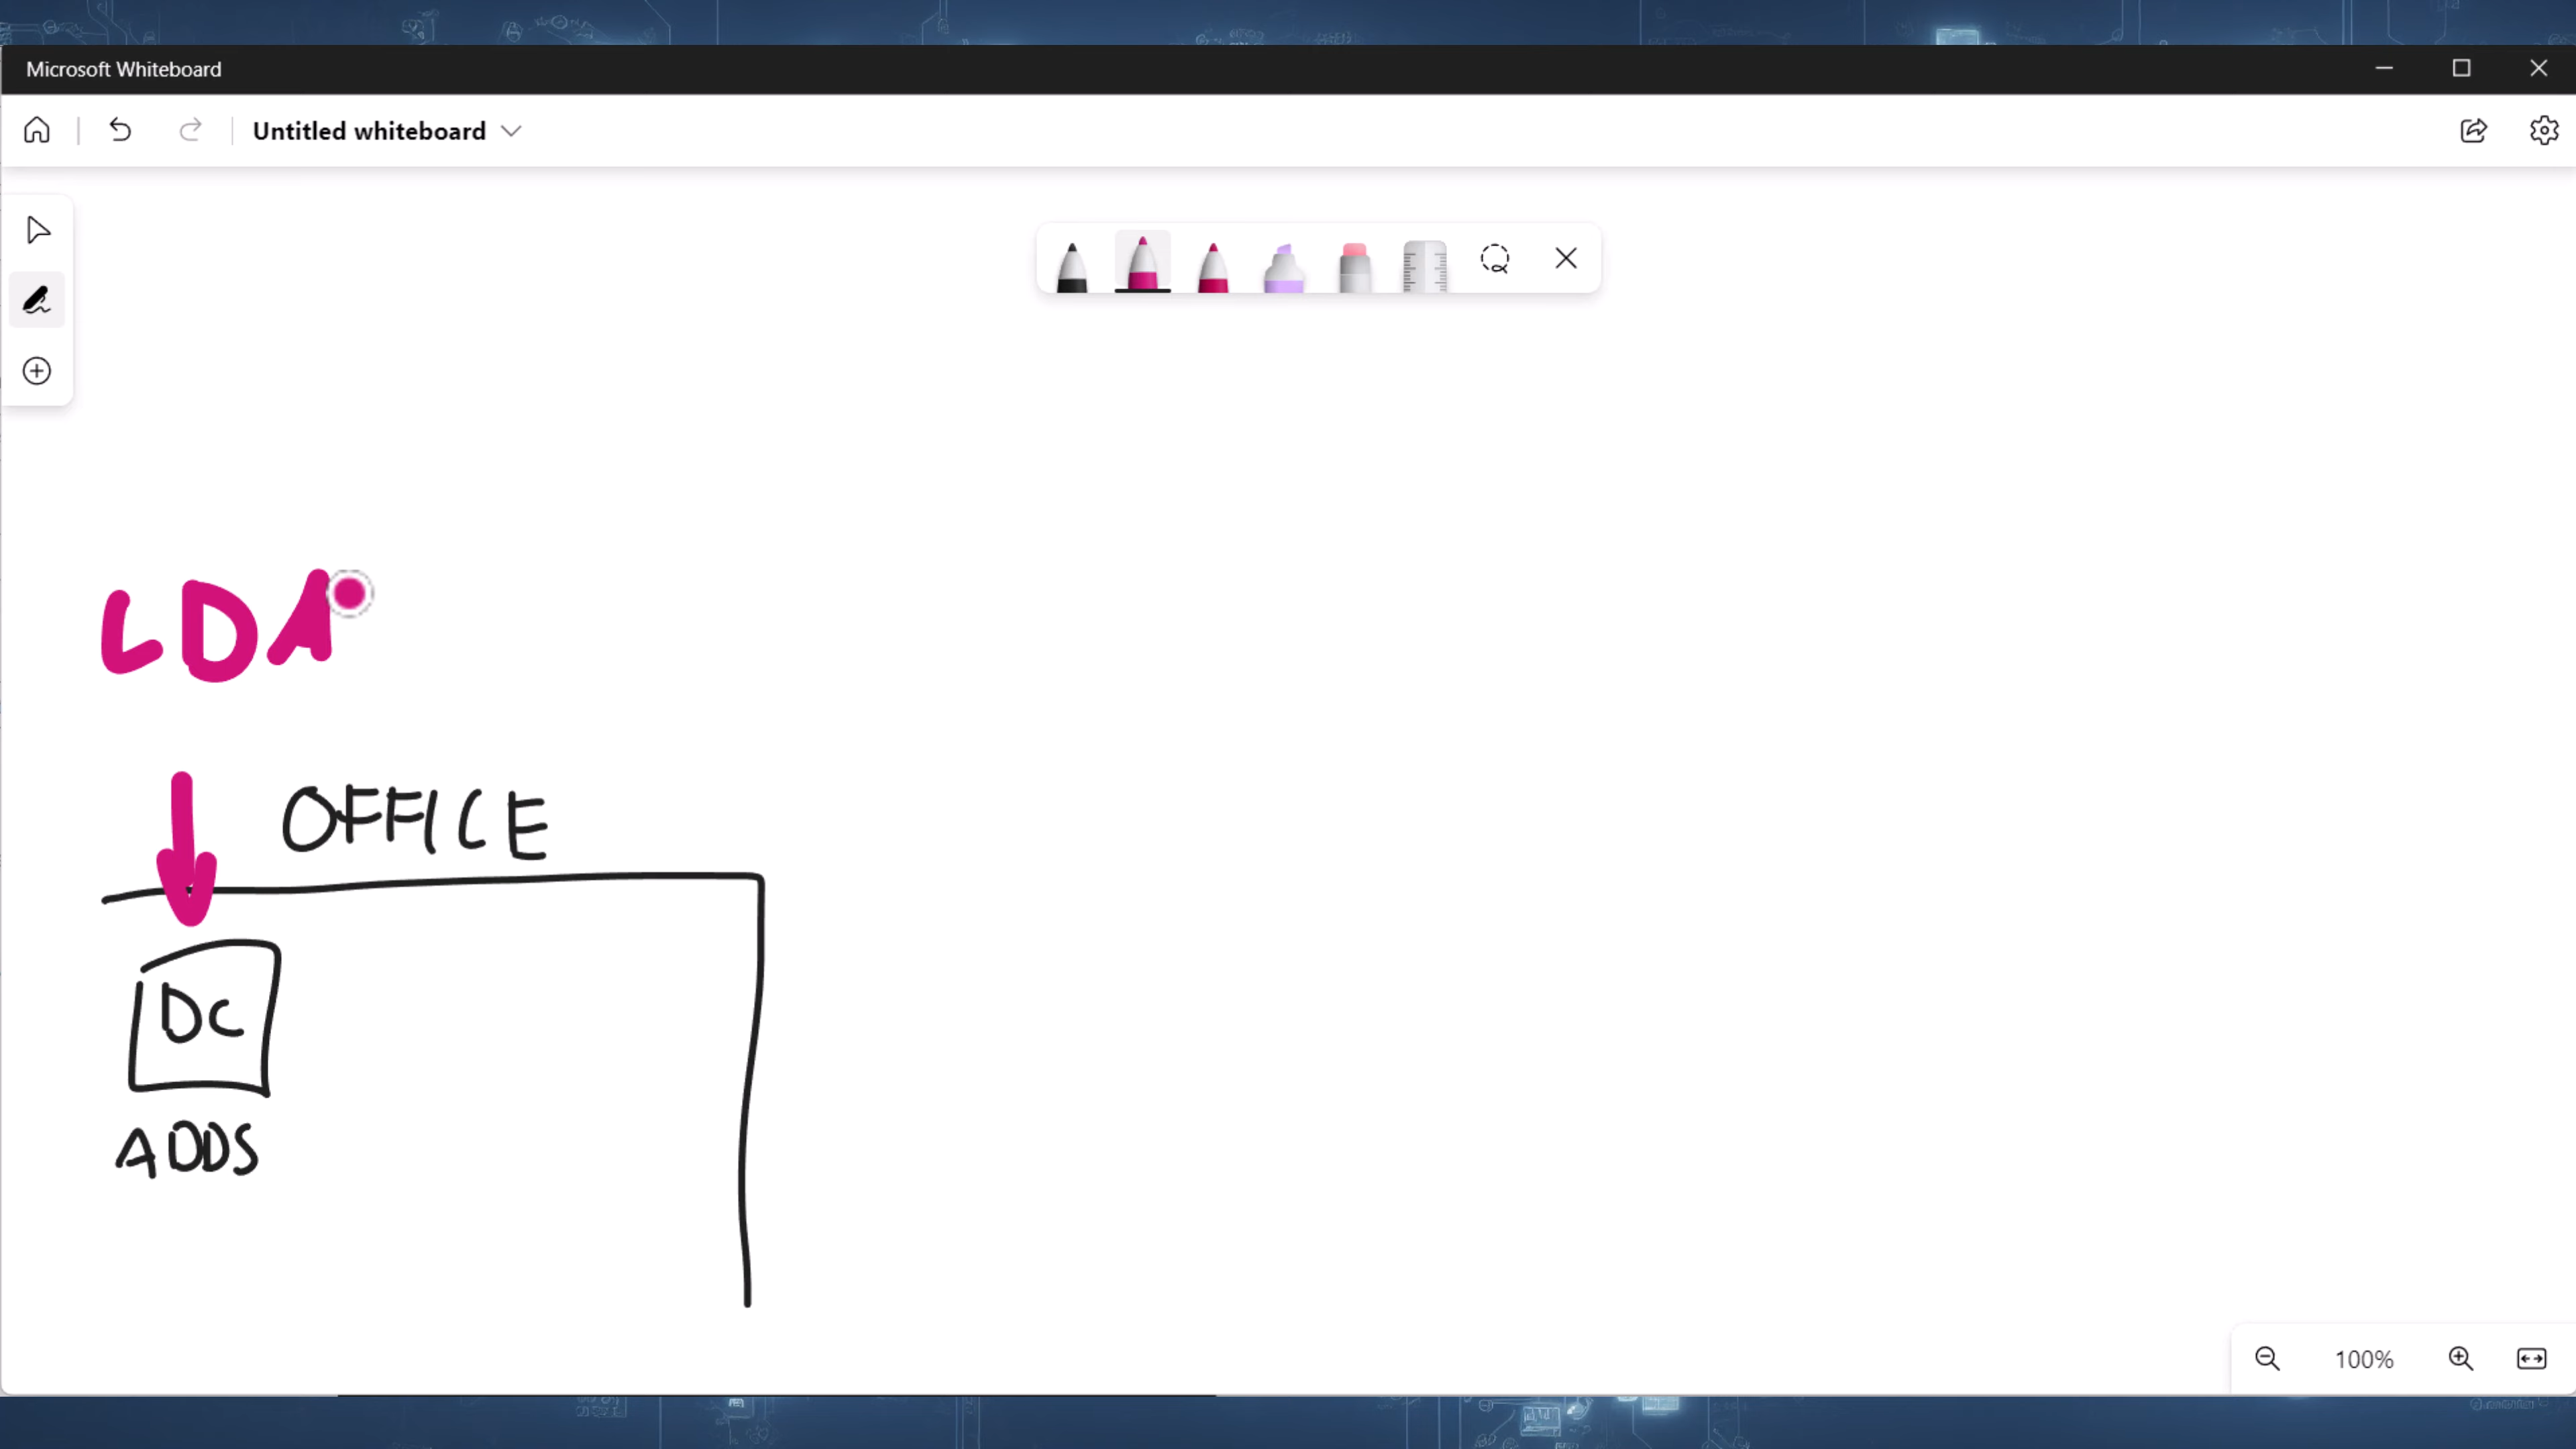 Microsoft Whiteboard
Untitled whiteboard
LDA
OFFICE
DC
ADDS
100%